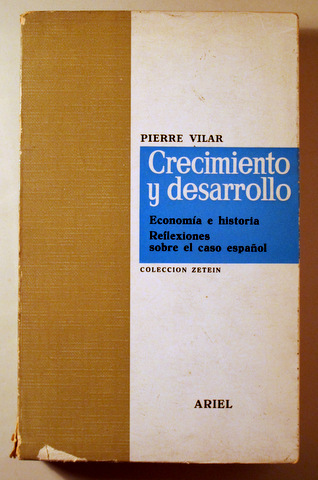 PIERRE VILAR
Crecimiento
y desarrollo
Economía e historia
Reflexiones
sobre el caso español
COLECCION ZETEIN
ARIEL